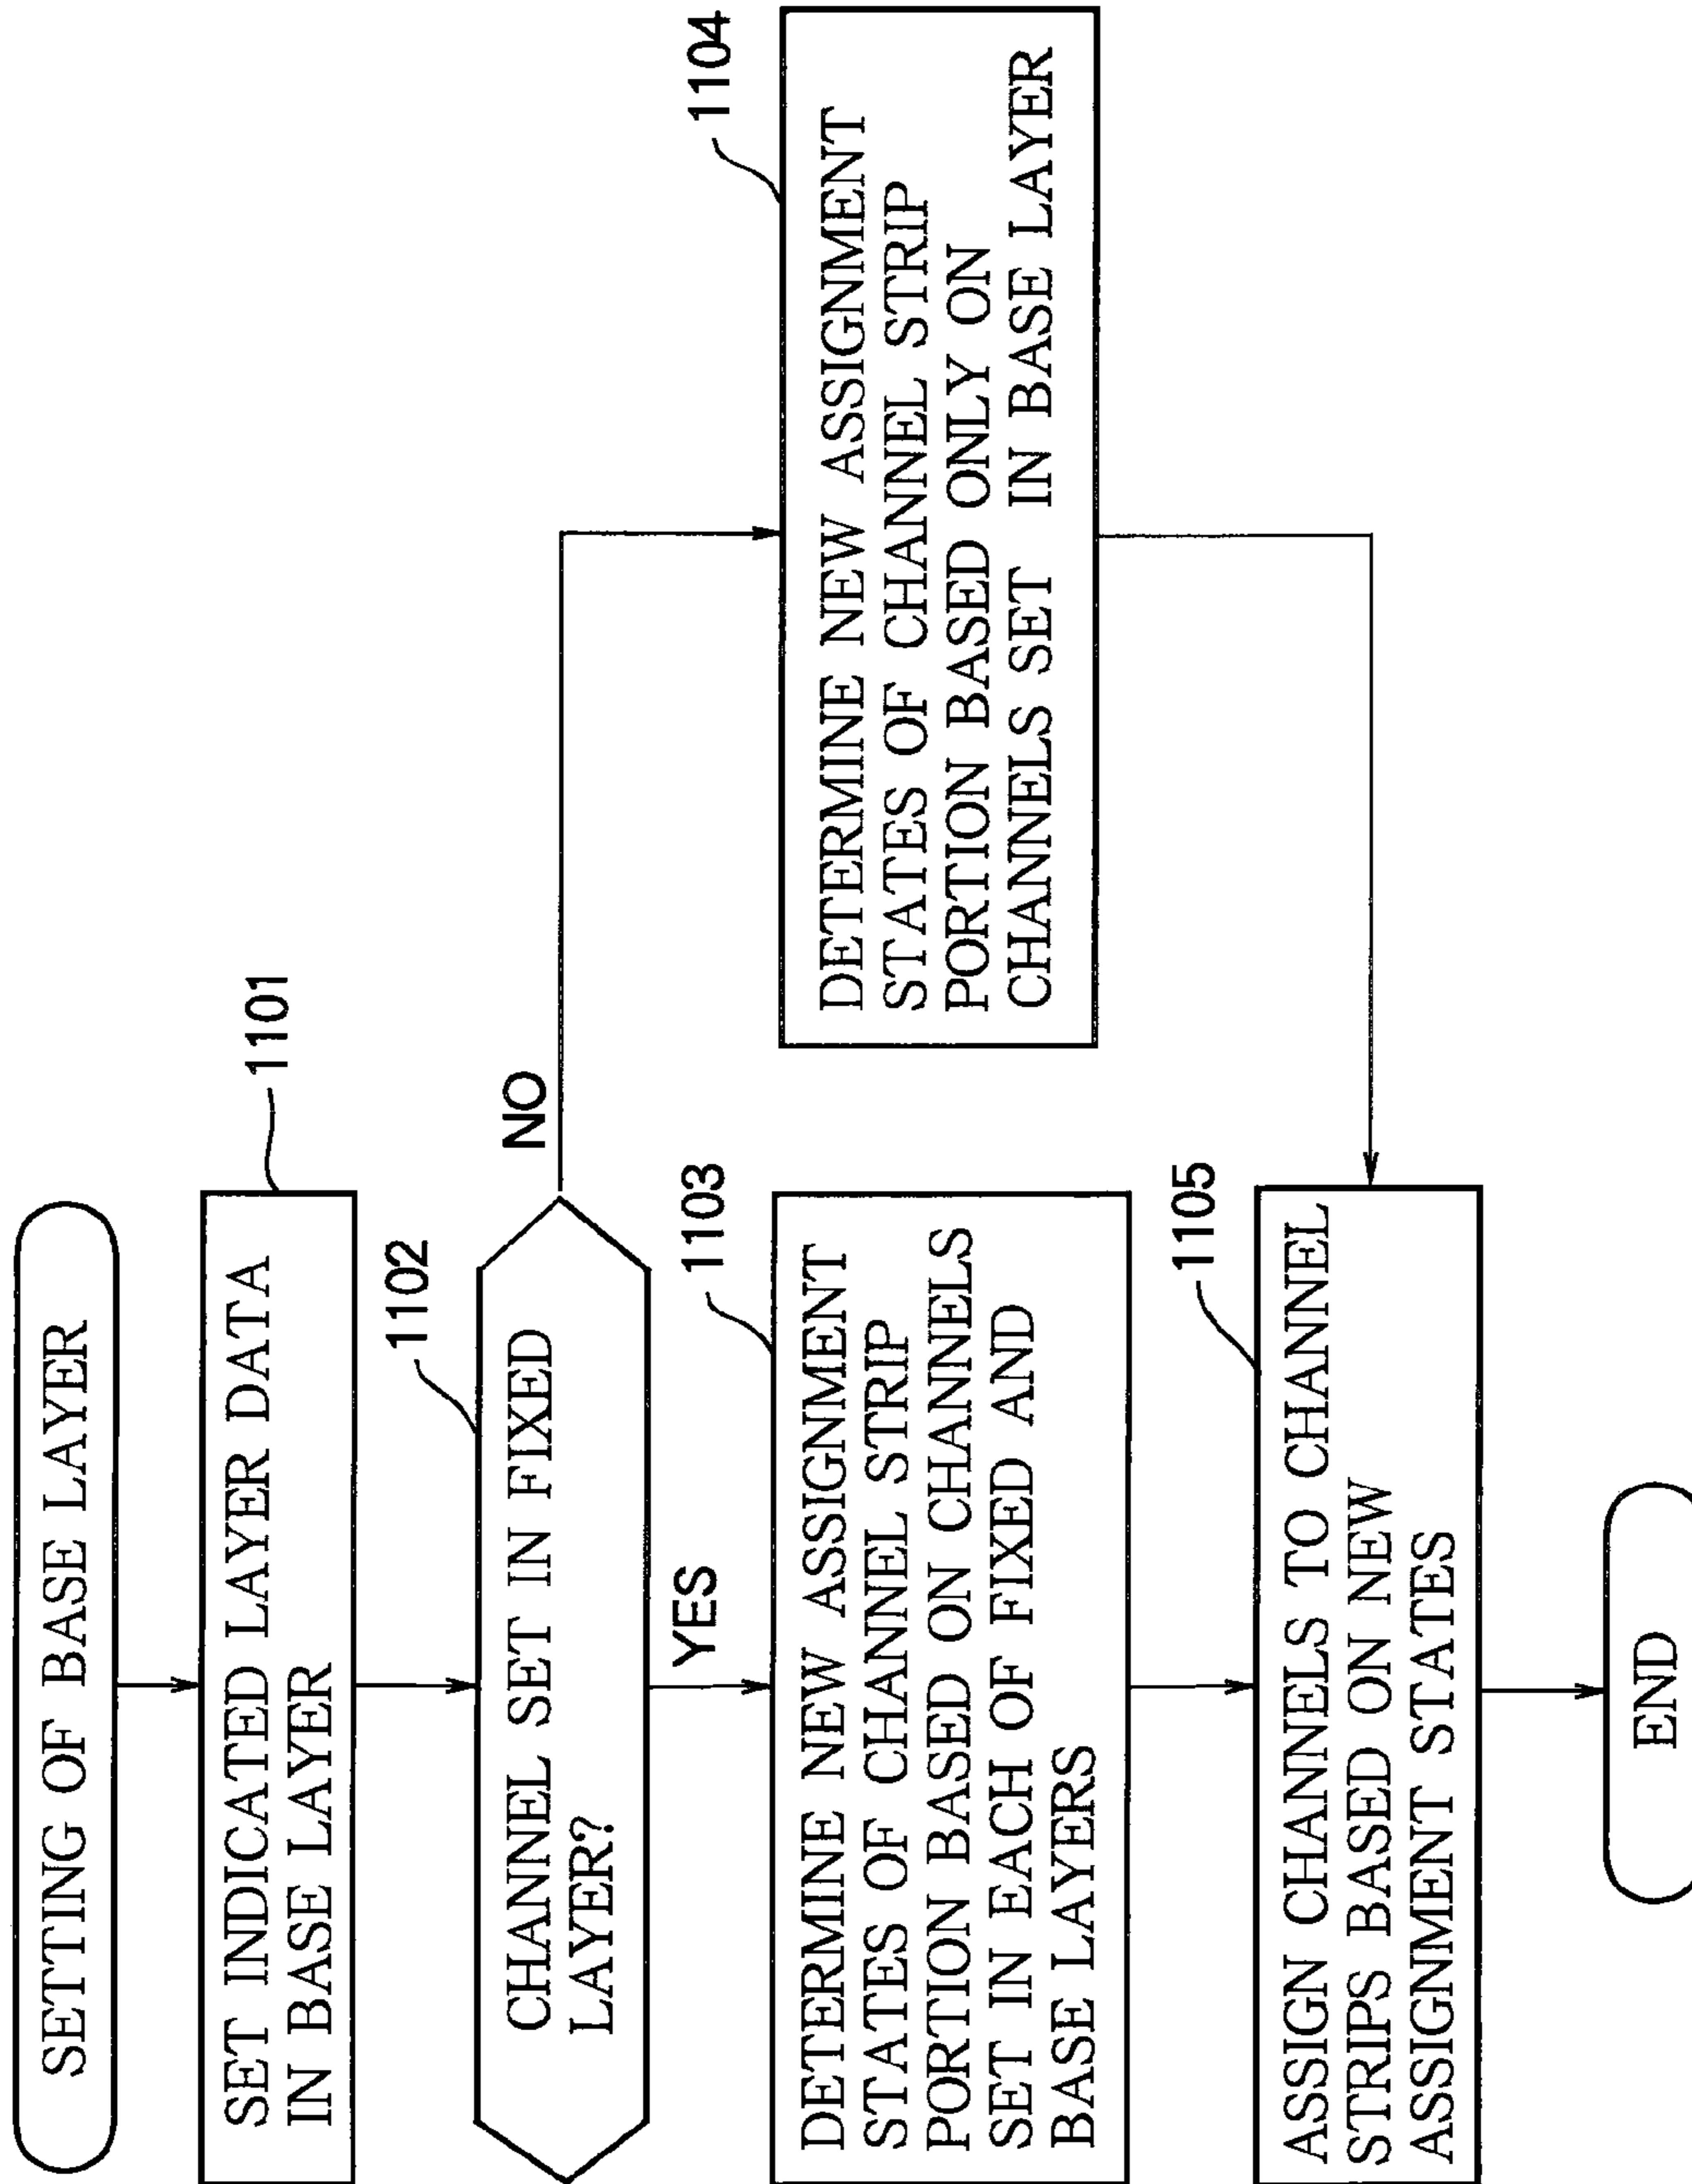 SETTING OF BASE LAYER
1101
SET INDICATED LAYER DATA
IN BASE LAYER
1102
CHANNEL SET IN FIXED
LAYER?
NO
YES
1103
DETERMINE NEW ASSIGNMENT
STATES OF CHANNEL STRIP
PORTION BASED ON CHANNELS
SET IN EACH OF FIXED AND
BASE LAYERS
1104
DETERMINE NEW ASSIGNMENT
STATES OF CHANNEL STRIP
PORTION BASED ONLY ON
CHANNELS SET IN BASE LAYER
1105
ASSIGN CHANNELS TO CHANNEL
STRIPS BASED ON NEW
ASSIGNMENT STATES
END